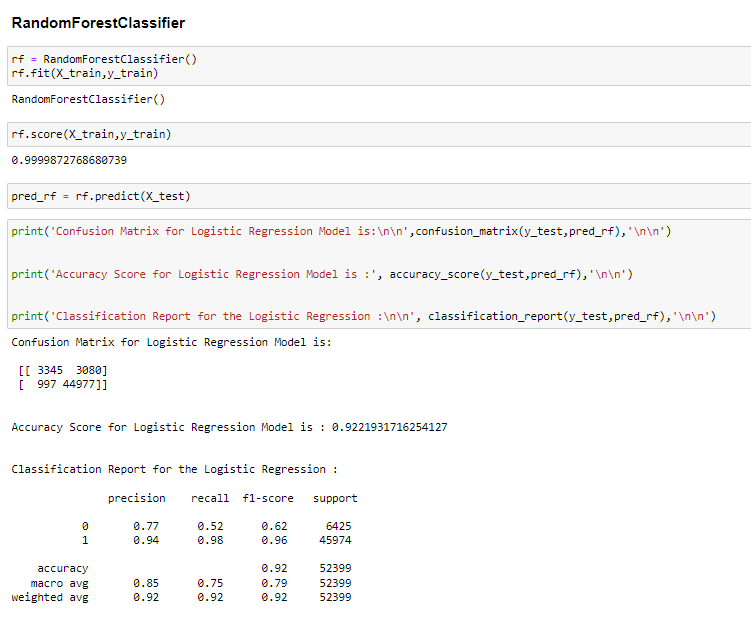 RandomForestClassifier
rf = RandomForestClassifier()
rf.fit(X_train,y_train)
RandomForestClassifier()
rf.score(X_train,y_train)
0.9999872768680739
pred_rf = rf.predict(X_test)
print('Confusion Matrix for Logistic Regression Model is:\n\n',confusion_matrix(y_test,pred_rf),'\n\n')
print('Accuracy Score for Logistic Regression Model is :', accuracy_score(y_test,pred_rf),'\n\n')
print('Classification Report for the Logistic Regression :\n\n', classification_report(y_test,pred_rf),'\n\n')
Confusion Matrix for Logistic Regression Model is:
[[ 3345  3080]
[  997 44977]]
Accuracy Score for Logistic Regression Model is : 0.9221931716254127
Classification Report for the Logistic Regression :
precision    recall  f1-score   support
0       0.77      0.52      0.62      6425
1       0.94      0.98      0.96     45974
accuracy                           0.92     52399
macro avg       0.85      0.75      0.79     52399
weighted avg       0.92      0.92      0.92     52399